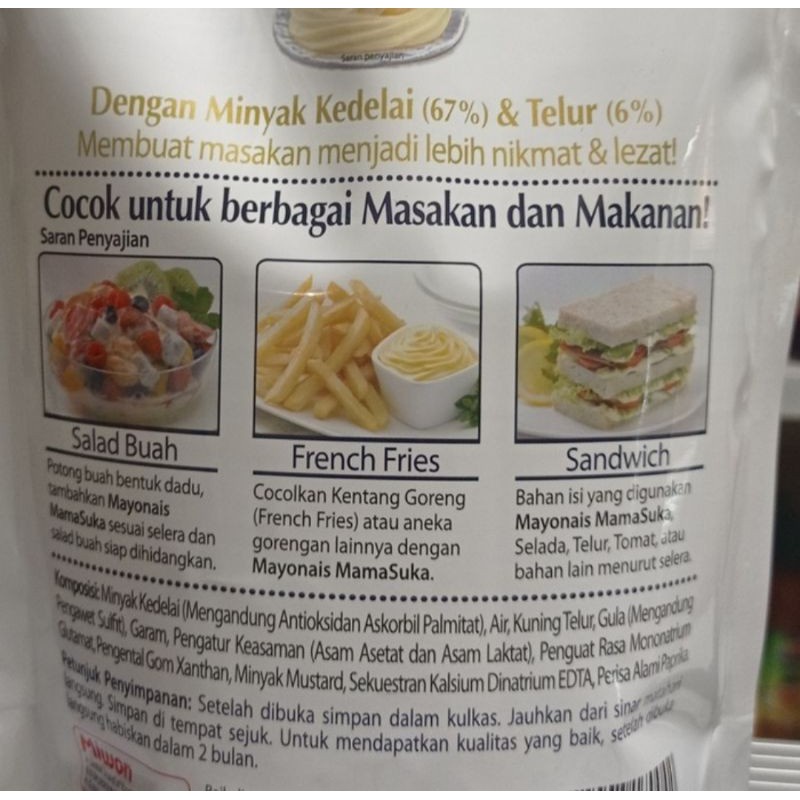 Saran penyajian
Dengan Minyak Kedelai (67%) & Telur (6%)
Membuat masakan menjadi lebih nikmat & lezat!
Cocok untuk berbagai Masakan dan Makanan!
Saran Penyajian
Salad Buah
Potong buah bentuk dadu,
tambahkan Mayonais
MamaSuka sesuai selera dan
salad buah siap dihidangkan.
French Fries
Cocolkan Kentang Goreng
(French Fries) atau aneka
gorengan lainnya dengan
Mayonais MamaSuka.
Sandwich
Bahan isi yang digunakan
Mayonais MamaSuka,
Selada, Telur, Tomat, atau
bahan lain menurut selera.
Komposisi: Minyak Kedelai (Mengandung Antioksidan Askorbil Palmitat), Air, Kuning Telur, Gula (Mengandung
Pengawet Sulfit), Garam, Pengatur Keasaman (Asam Asetat dan Asam Laktat), Penguat Rasa Mononatrium
Glutamat, Pengental Gom Xanthan, Minyak Mustard, Sekuestran Kalsium Dinatrium EDTA, Perisa Alami Paprika.
Petunjuk Penyimpanan: Setelah dibuka simpan dalam kulkas. Jauhkan dari sinar matahari
langsung. Simpan di tempat sejuk. Untuk mendapatkan kualitas yang baik, setelah dibuka
langsung habiskan dalam 2 bulan.
Miwon